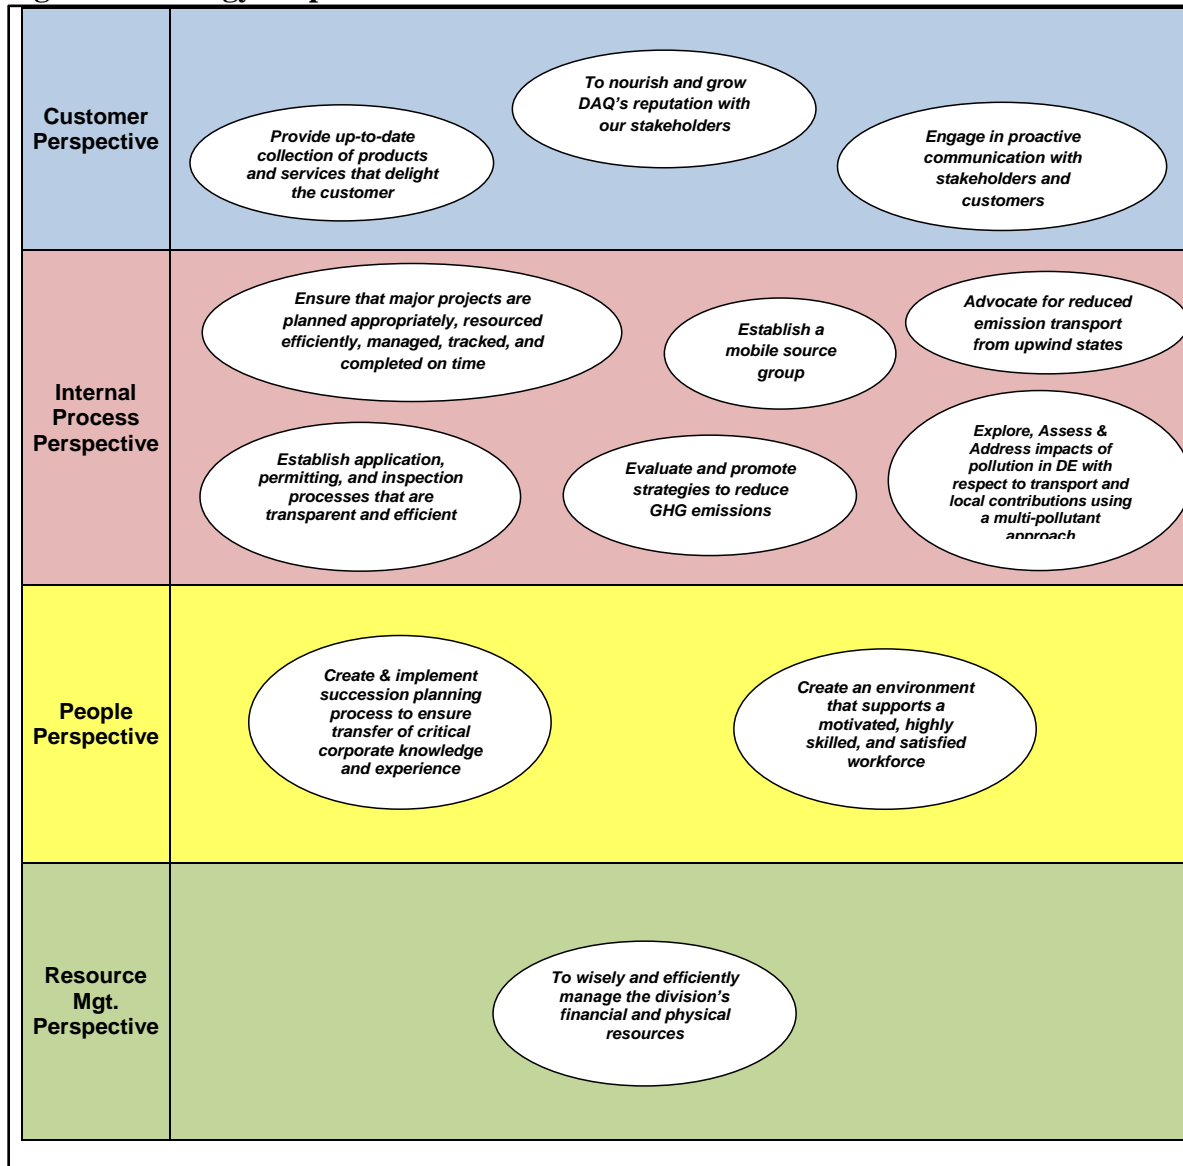 Customer
Perspective
Provide up-to-date
collection of products
and services that delight
the customer
To nourish and grow
DAQ's reputation with
our stakeholders
Engage in proactive
communication with
stakeholders and
customers
Internal
Process
Perspective
Ensure that major projects are
planned appropriately, resourced
efficiently, managed, tracked, and
completed on time
Establish a
mobile source
group
Advocate for reduced
emission transport
from upwind states
Establish application,
permitting, and inspection
processes that are
transparent and efficient
Evaluate and promote
strategies to reduce
GHG emissions
Explore, Assess &
Address impacts of
pollution in DE with
respect to transport and
local contributions using
a multi-pollutant
approach
People
Perspective
Create & implement
succession planning
process to ensure
transfer of critical
corporate knowledge
and experience
Create an environment
that supports a
motivated, highly
skilled, and satisfied
workforce
Resource
Mgt.
Perspective
To wisely and efficiently
manage the division's
financial and physical
resources